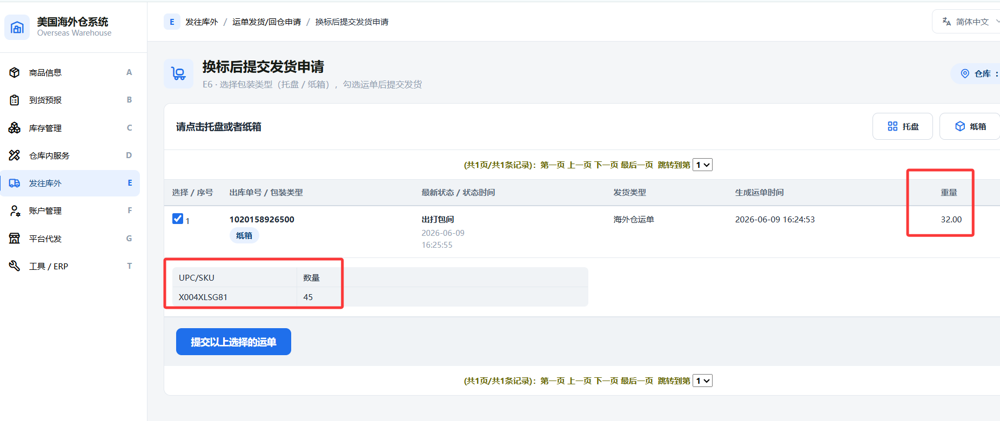 美国海外仓系统
Overseas Warehouse
商品信息 A
到货预报 B
库存管理 C
仓库内服务 D
发往库外 E
账户管理 F
平台代发 G
工具 / ERP T
E 发往库外 / 运单发货/回仓申请 / 换标后提交发货申请
简体中文
换标后提交发货申请
E6 · 选择包装类型（托盘 / 纸箱），勾选运单后提交发货
仓库 :
请点击托盘或者纸箱
托盘
纸箱
(共1页/共1条记录): 第一页 上一页 下一页 最后一页 跳转到第 1
选择 / 序号 出库单号 / 包装类型 最新状态 / 状态时间 发货类型 生成运单时间 重量
1 1020158926500 出打包间 海外仓运单 2026-06-09 16:24:53 32.00
纸箱 2026-06-09
16:25:55
UPC/SKU 数量
X004XLSG81 45
提交以上选择的运单
(共1页/共1条记录): 第一页 上一页 下一页 最后一页 跳转到第 1